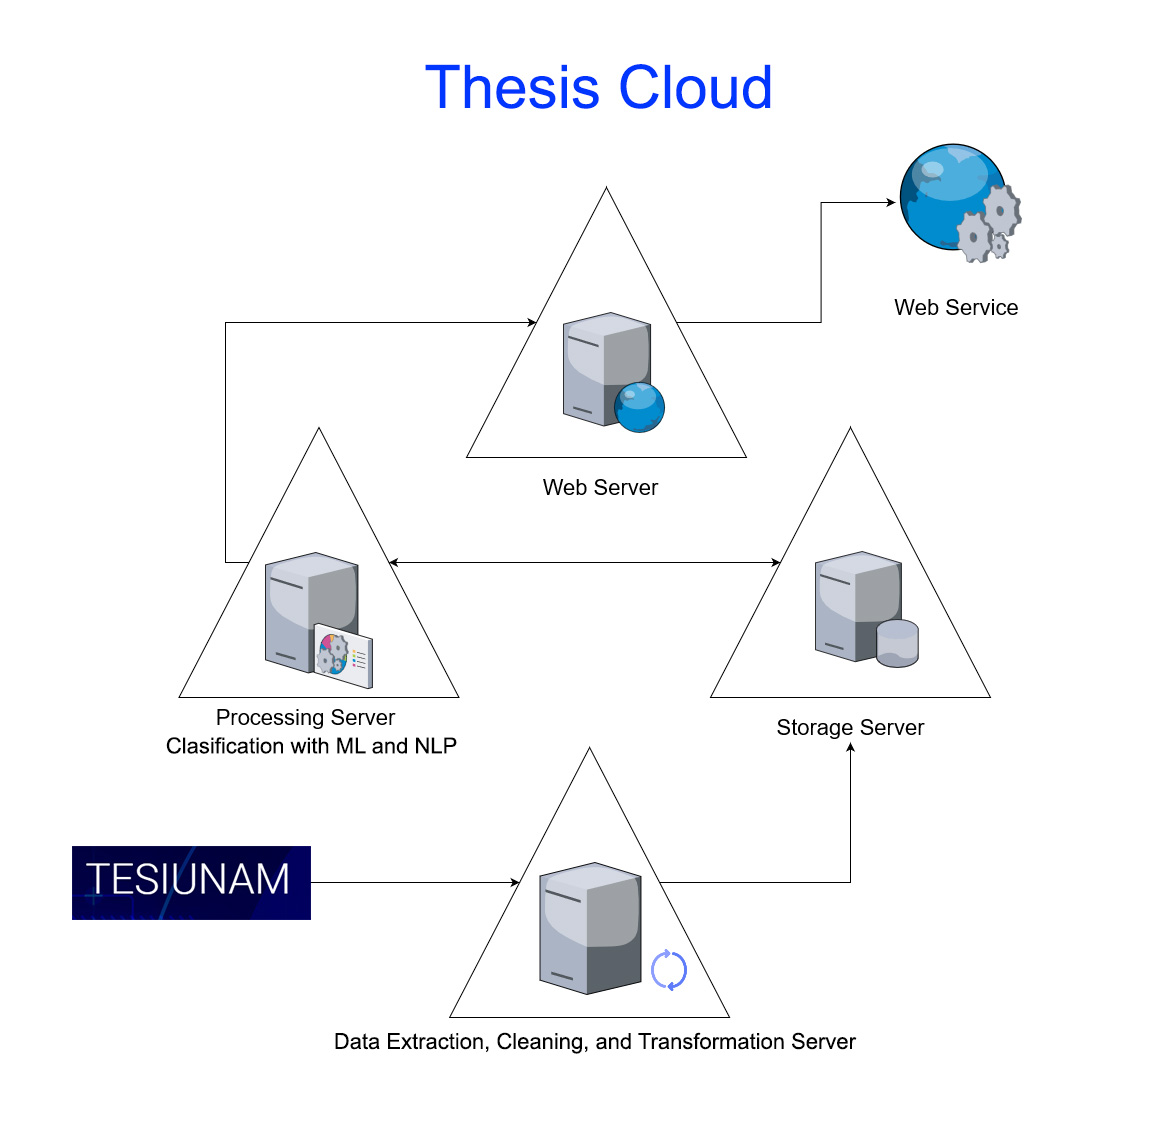 Thesis Cloud
Web Service
Web Server
Processing Server
Clasification with ML and NLP
Storage Server
TESIUNAM
Data Extraction, Cleaning, and Transformation Server